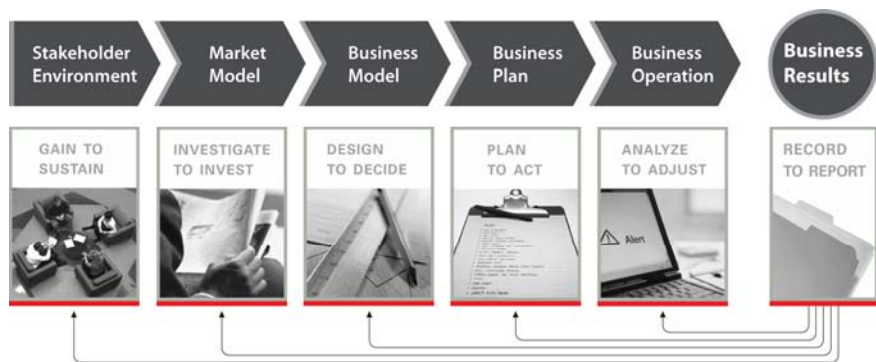 Stakeholder
Environment
Market
Model
Business
Model
Business
Plan
Business
Operation
Business
Results
GAIN TO
SUSTAIN
INVESTIGATE
TO INVEST
DESIGN
TO DECIDE
PLAN
TO ACT
ANALYZE
TO ADJUST
RECORD
TO REPORT
Alert